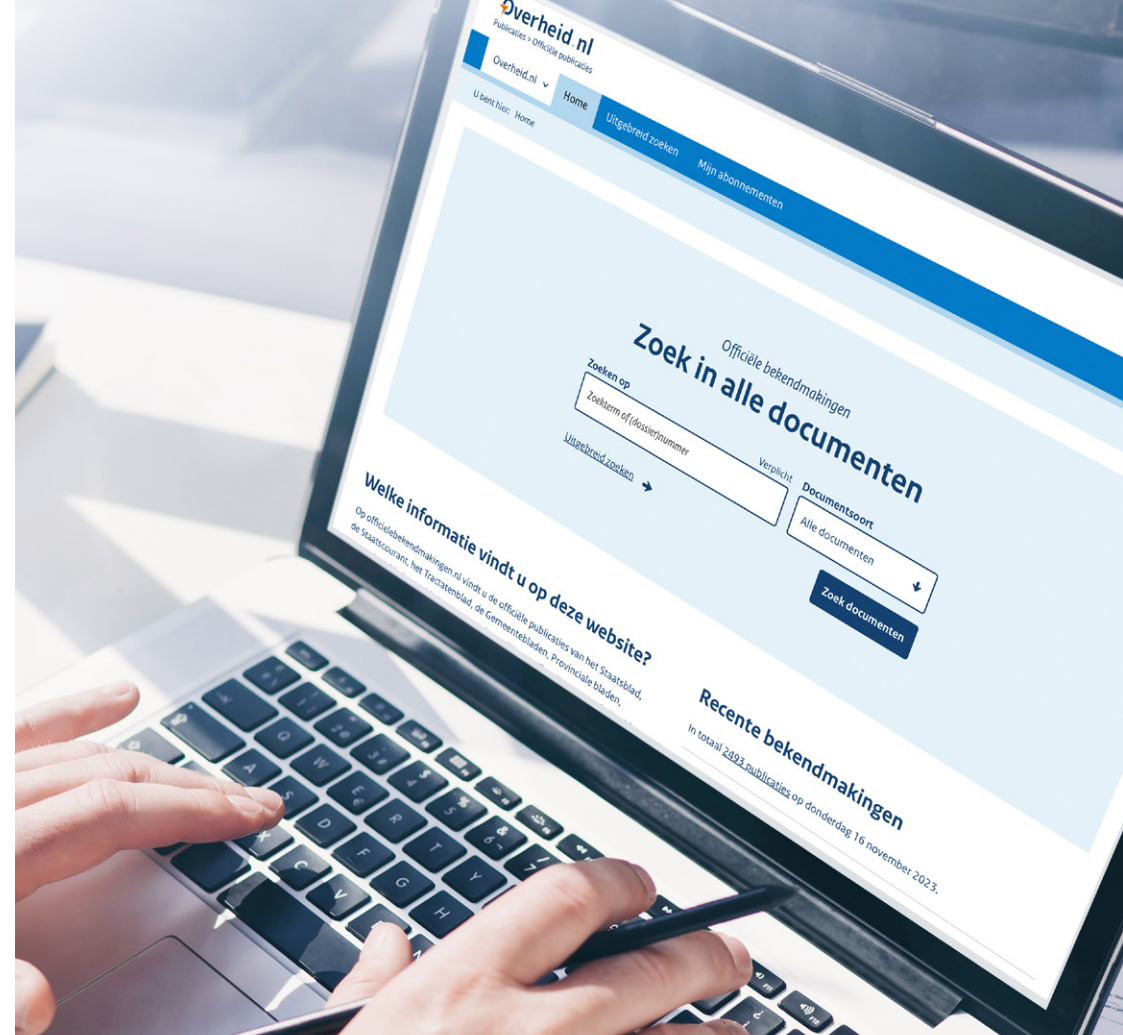 Overheid.nl
Publicaties > Officiële publicaties
Overheid.nl
Home
Uitgebreid zoeken
Mijn abonnementen
U bent hier: Home
Officiële bekendmakingen
Zoek in alle documenten
Zoeken op
Verplicht
Zoekterm of (dossier)nummer
Documentsoort
Alle documenten
Uitgebreid zoeken
Zoek documenten
Welke informatie vindt u op deze website?
Op officielebekendmakingen.nl vindt u de officiële publicaties van het Staatsblad,
de Staatscourant, het Tractatenblad, de Gemeentebladen, Provinciale bladen,
Recente bekendmakingen
In totaal 2493 publicaties op donderdag 16 november 2023.